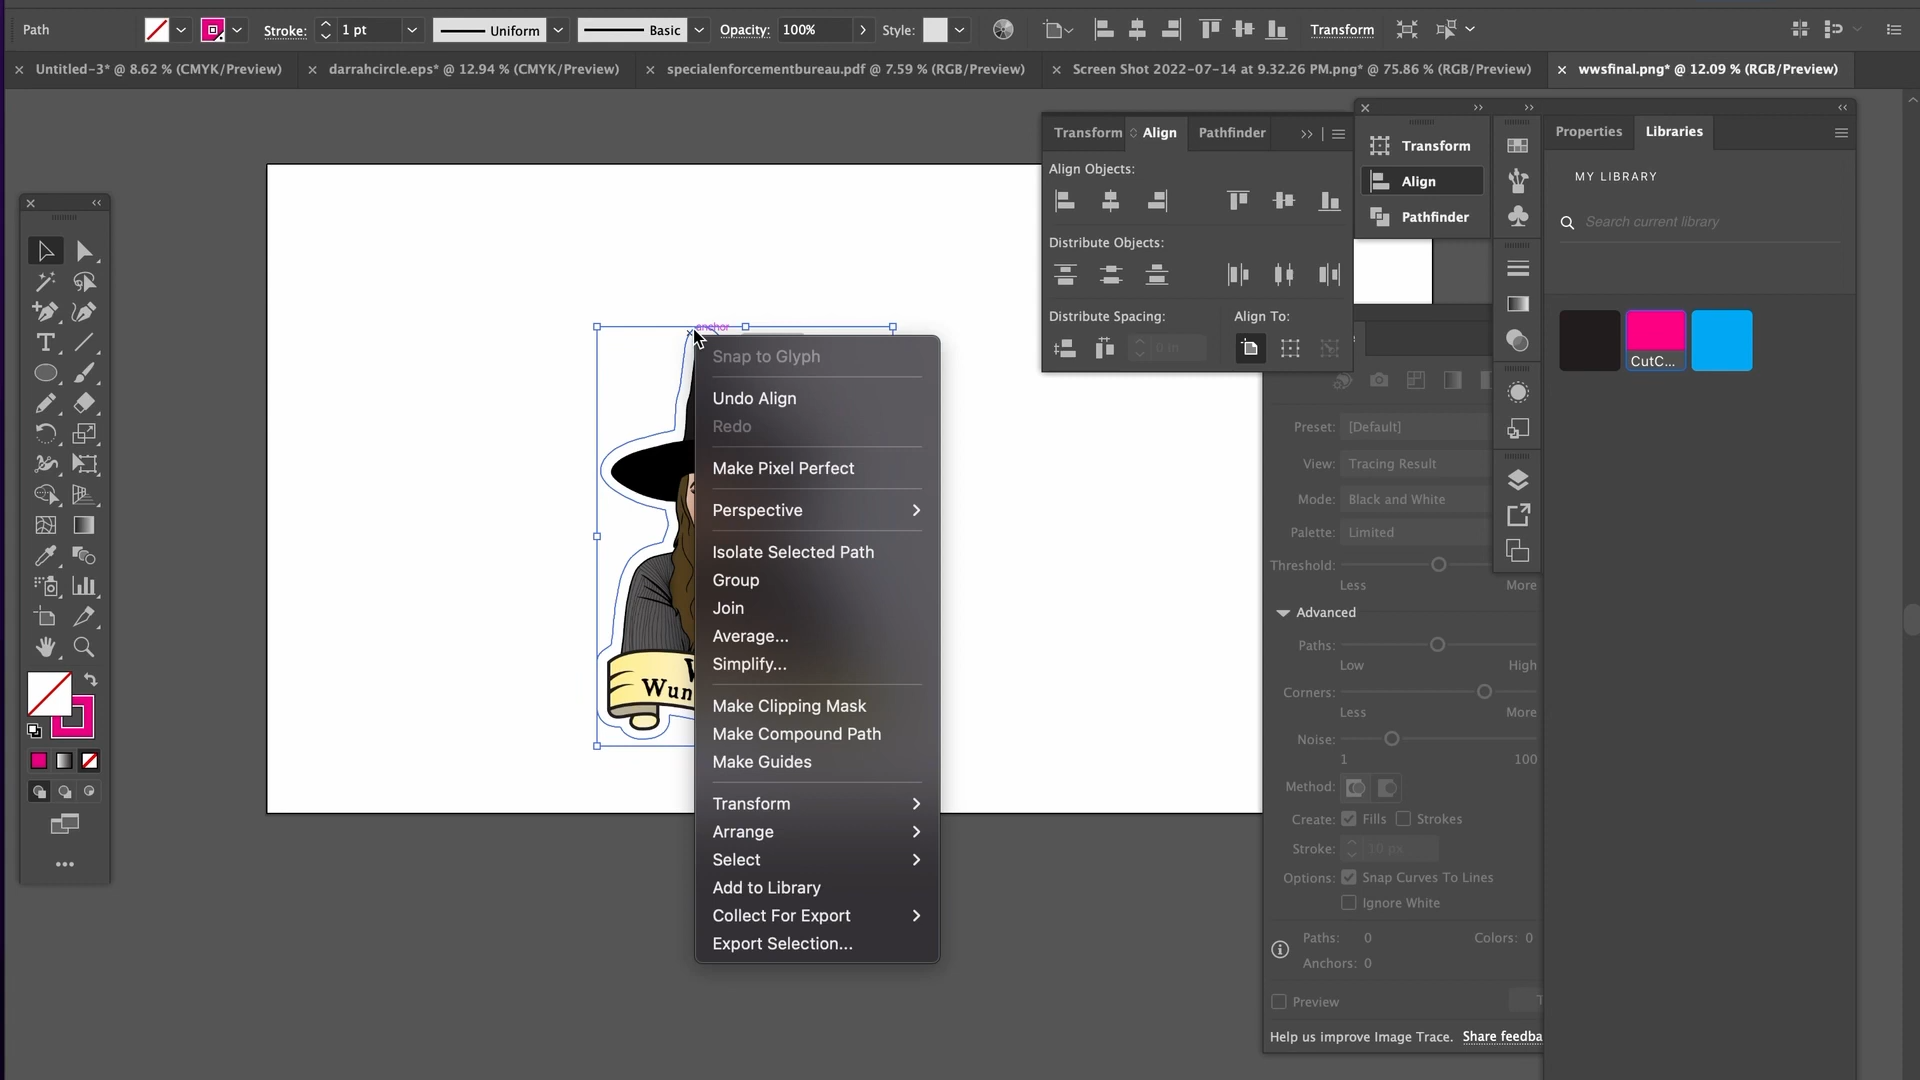 Path
Stroke: 1 pt Uniform Basic Opacity: 100% Style: Transform
Untitled-3* @ 8.62 % (CMYK/Preview) darrahcircle.eps* @ 12.94 % (CMYK/Preview) specialenforcementbureau.pdf @ 7.59 % (RGB/Preview) Screen Shot 2022-07-14 at 9.32.26 PM.png* @ 75.86 % (RGB/Preview) wwsfinal.png* @ 12.09 % (RGB/Preview)
Transform Align Pathfinder
Align Objects:
Distribute Objects:
Distribute Spacing: Align To:
0 in
Transform
Align
Pathfinder
Properties Libraries
MY LIBRARY
Search current library
CutC...
anchor
Snap to Glyph
Undo Align
Redo
Make Pixel Perfect
Perspective
Isolate Selected Path
Group
Join
Average...
Simplify...
Make Clipping Mask
Make Compound Path
Make Guides
Transform
Arrange
Select
Add to Library
Collect For Export
Export Selection...
Wun
Preset: [Default]
View: Tracing Result
Mode: Black and White
Palette: Limited
Threshold:
Less More
Advanced
Paths:
Low High
Corners:
Less More
Noise:
1 100
Method:
Create: Fills Strokes
Stroke: 10 px
Options: Snap Curves To Lines
Ignore White
Paths: 0 Colors: 0
Anchors: 0
Preview T
Help us improve Image Trace. Share feedba